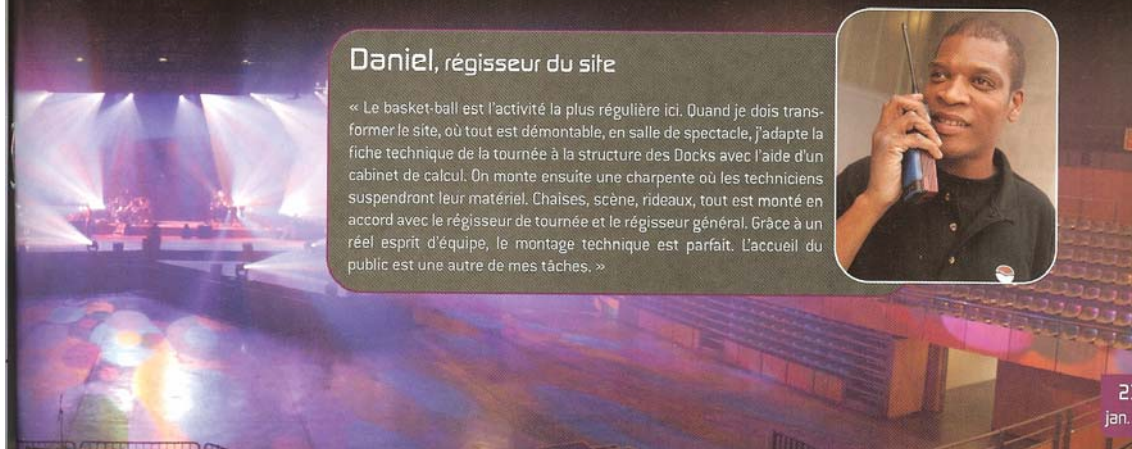 Daniel, régisseur du site
« Le basket-ball est l'activité la plus régulière ici. Quand je dois trans-
former le site, où tout est démontable, en salle de spectacle, j'adapte la
fiche technique de la tournée à la structure des Docks avec l'aide d'un
cabinet de calcul. On monte ensuite une charpente où les techniciens
suspendront leur matériel. Chaises, scène, rideaux, tout est monté en
accord avec le régisseur de tournée et le régisseur général. Grâce à un
réel esprit d'équipe, le montage technique est parfait. L'accueil du
public est une autre de mes tâches. »
jan.